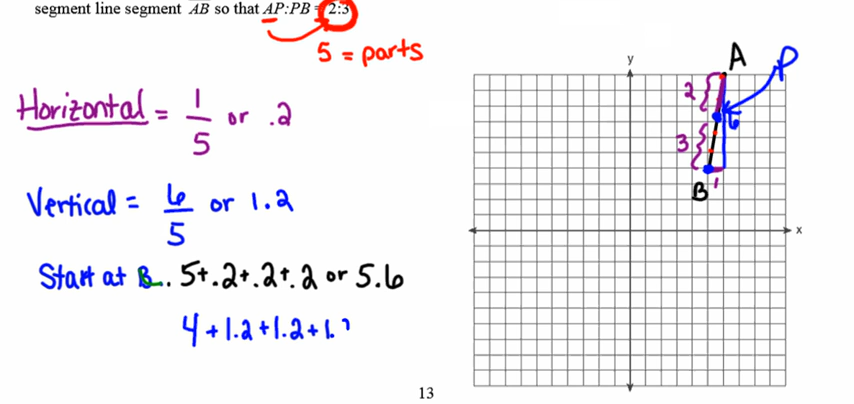 segment line segment AB so that AP:PB = 2:3
5 = parts
Horizontal = 1/5 or .2
Vertical = 6/5 or 1.2
Start at B.. 5+.2+.2+.2 or 5.6
4+1.2+1.2+1.
13
y
A
P
2
6
3
B
1
x